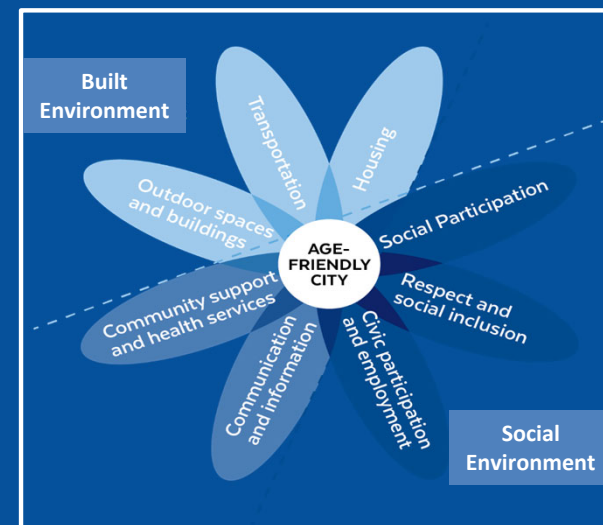 Built
Environment
Transportation
Housing
Outdoor spaces
and buildings
Social Participation
AGE-
FRIENDLY
CITY
Community support
and health services
Respect and
social inclusion
Communication
and information
Civic participation
and employment
Social
Environment